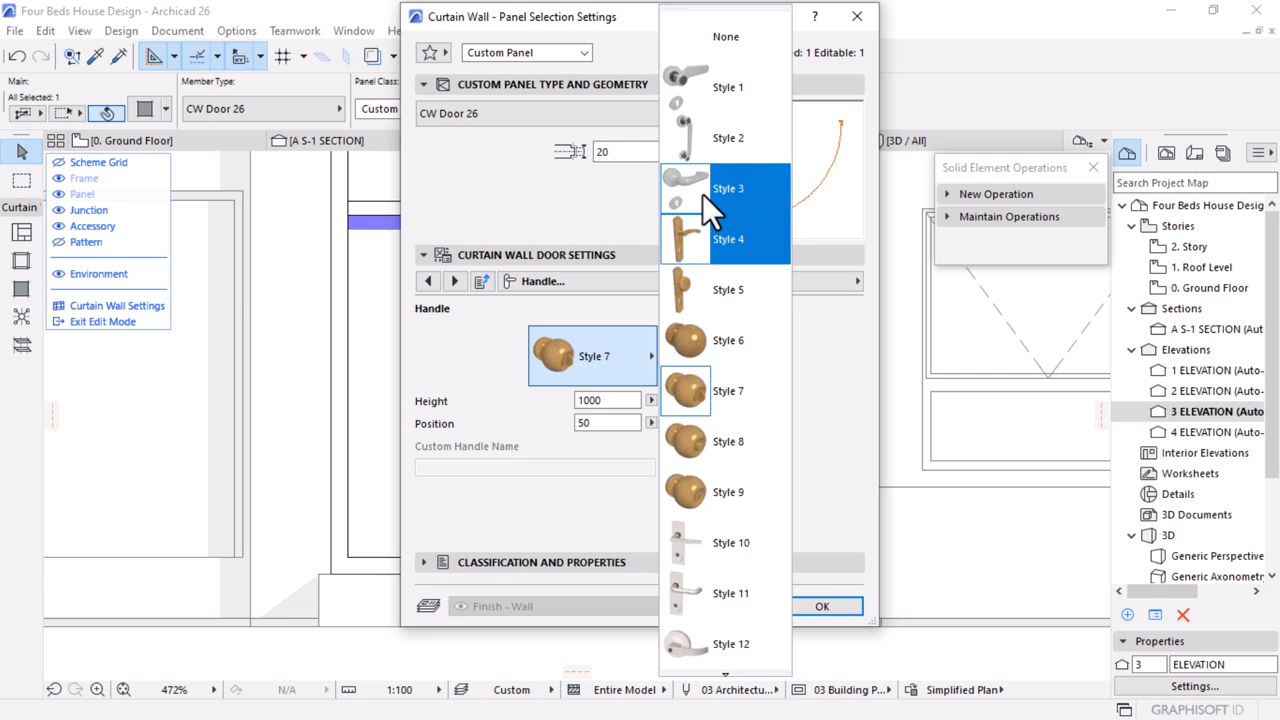 Four Beds House Design - Archicad 26
File Edit View Design Document Options Teamwork Window He
Main:
All Selected: 1
Member Type:
CW Door 26
Panel Class:
Custom
[0. Ground Floor]
[A S-1 SECTION]
[3D / All]
Scheme Grid
Frame
Panel
Junction
Accessory
Pattern
Environment
Curtain Wall Settings
Exit Edit Mode
Curtain
Curtain Wall - Panel Selection Settings
?
Custom Panel
d: 1 Editable: 1
CUSTOM PANEL TYPE AND GEOMETRY
CW Door 26
20
CURTAIN WALL DOOR SETTINGS
Handle...
Handle
Style 7
Height
1000
Position
50
Custom Handle Name
CLASSIFICATION AND PROPERTIES
Finish - Wall
OK
None
Style 1
Style 2
Style 3
Style 4
Style 5
Style 6
Style 7
Style 8
Style 9
Style 10
Style 11
Style 12
Solid Element Operations
New Operation
Maintain Operations
Search Project Map
Four Beds House Desig
Stories
2. Story
1. Roof Level
0. Ground Floor
Sections
A S-1 SECTION (Aut
Elevations
1 ELEVATION (Auto-
2 ELEVATION (Auto-
3 ELEVATION (Auto
4 ELEVATION (Auto-
Interior Elevations
Worksheets
Details
3D Documents
3D
Generic Perspective
Generic Axonometr
Properties
3
ELEVATION
Settings...
472%
N/A
1:100
Custom
Entire Model
03 Architectu...
03 Building P...
Simplified Plan
GRAPHISOFT ID